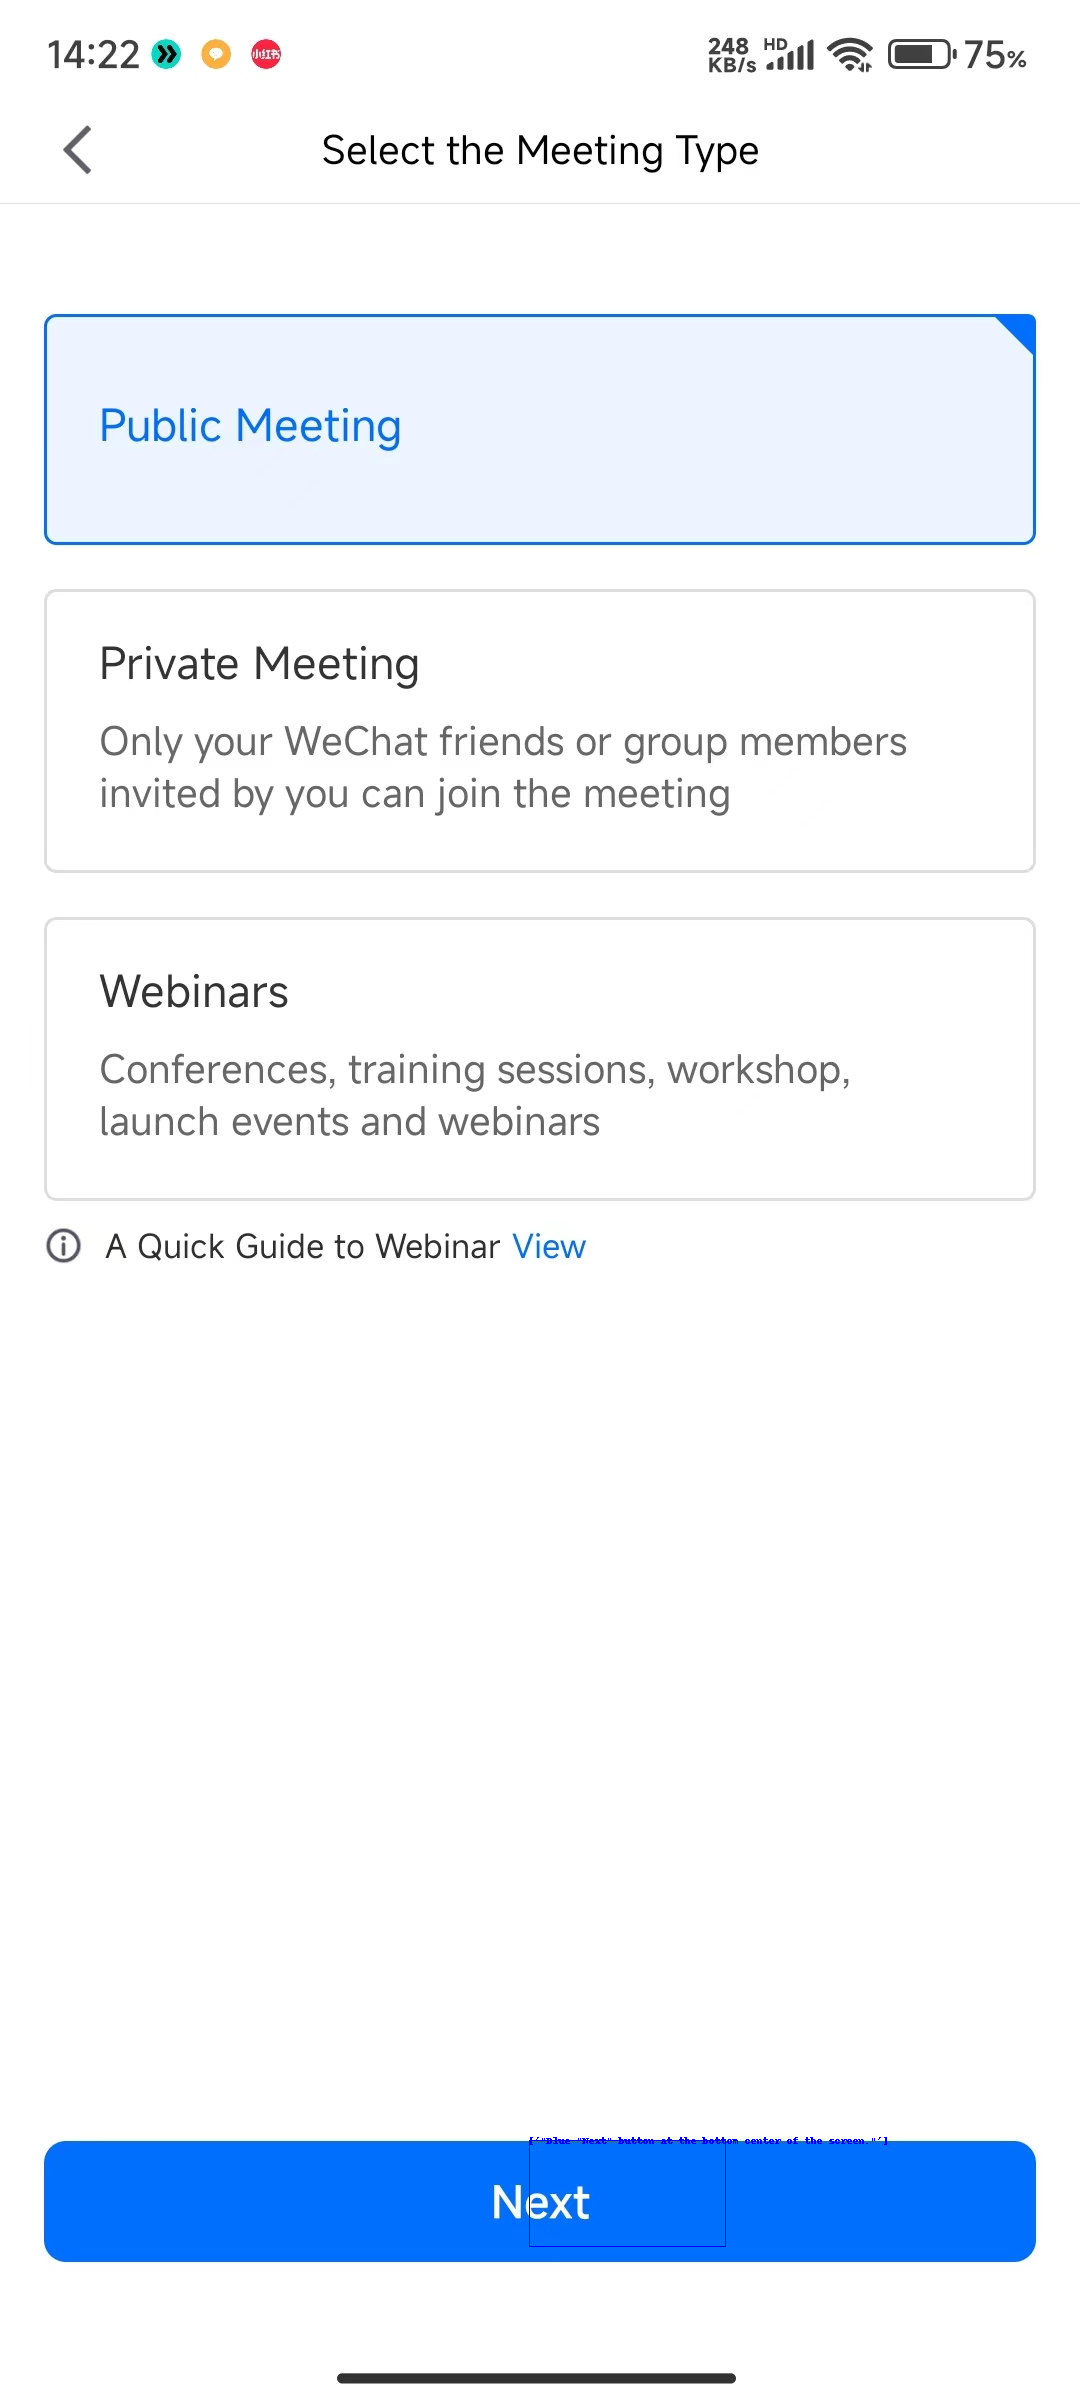 14:22 小红书 248 KB/s HD 75%
Select the Meeting Type
Public Meeting
Private Meeting
Only your WeChat friends or group members
invited by you can join the meeting
Webinars
Conferences, training sessions, workshop,
launch events and webinars
A Quick Guide to Webinar View
['"Blue "Next" button at the bottom center of the screen."']
Next